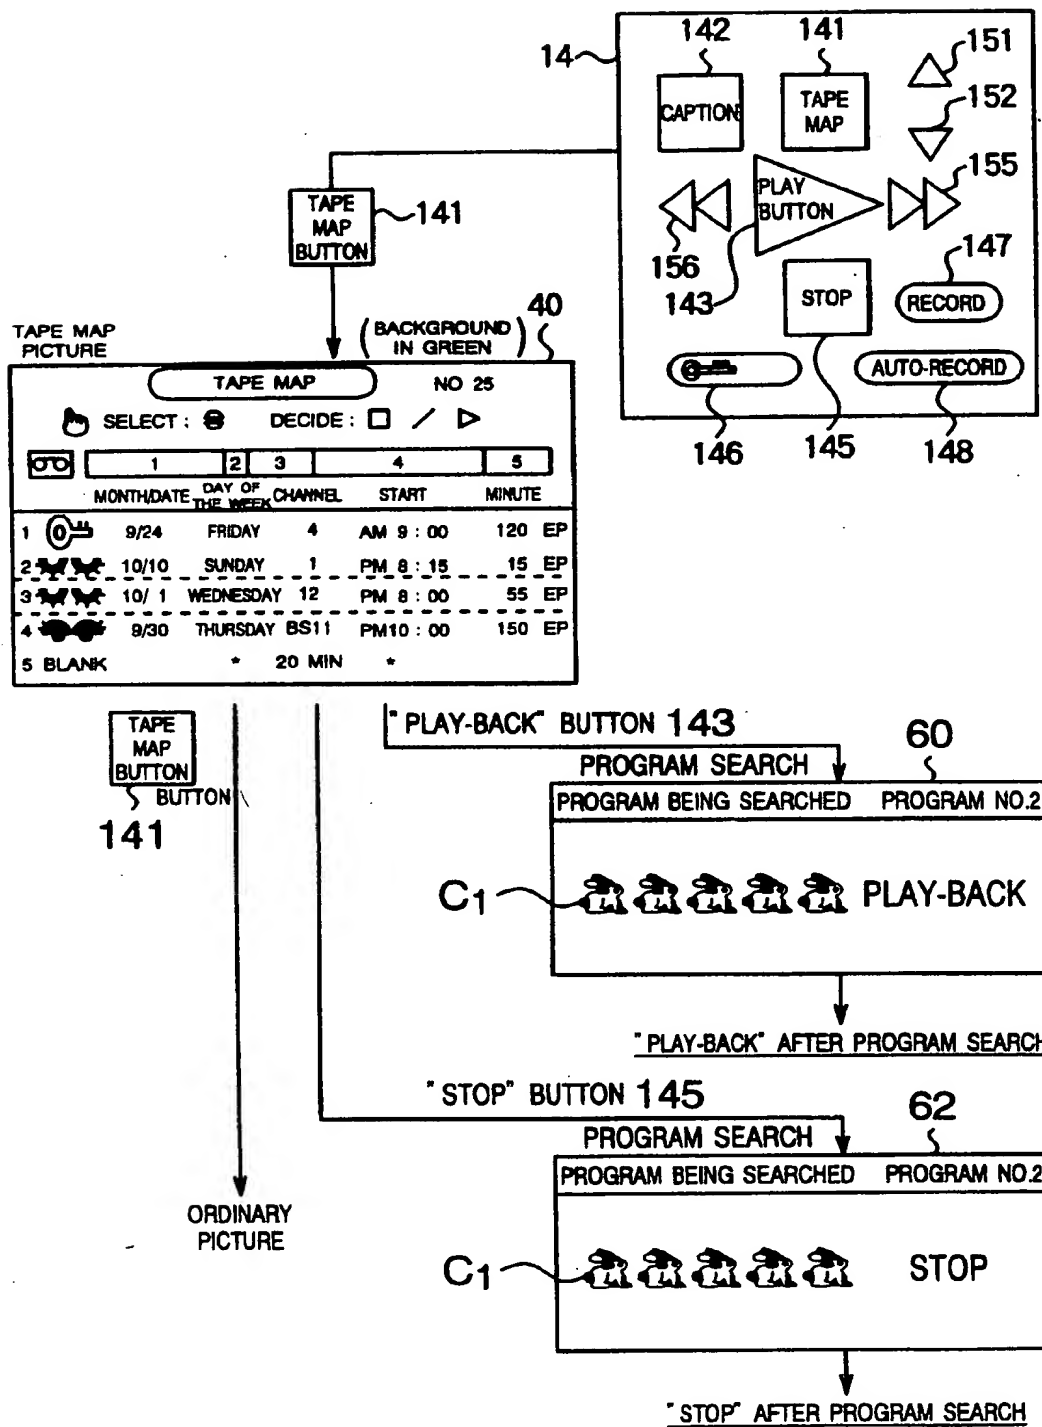 142 141
14 151
CAPTION TAPE MAP
152
PLAY BUTTON
155
156
143
147
STOP RECORD
AUTO-RECORD
146 145 148
TAPE MAP BUTTON 141
TAPE MAP PICTURE
(BACKGROUND IN GREEN)
40
TAPE MAP NO 25
SELECT : DECIDE : /
1 2 3 4 5
MONTH/DATE DAY OF THE WEEK CHANNEL START MINUTE
1 9/24 FRIDAY 4 AM 9 : 00 120 EP
2 10/10 SUNDAY 1 PM 8 : 15 15 EP
3 10/ 1 WEDNESDAY 12 PM 8 : 00 55 EP
4 9/30 THURSDAY BS11 PM10 : 00 150 EP
5 BLANK * 20 MIN *
TAPE MAP BUTTON
BUTTON
141
"PLAY-BACK" BUTTON 143
PROGRAM SEARCH
60
PROGRAM BEING SEARCHED PROGRAM NO.2
C1 PLAY-BACK
"PLAY-BACK" AFTER PROGRAM SEARCH
"STOP" BUTTON 145
PROGRAM SEARCH
62
PROGRAM BEING SEARCHED PROGRAM NO.2
C1 STOP
"STOP" AFTER PROGRAM SEARCH
ORDINARY PICTURE